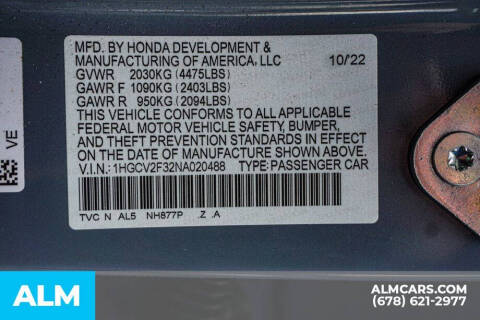 MFD. BY HONDA DEVELOPMENT &
MANUFACTURING OF AMERICA, LLC 10/22
GVWR 2030KG (4475LBS)
GAWR F 1090KG (2403LBS)
GAWR R 950KG (2094LBS)
THIS VEHICLE CONFORMS TO ALL APPLICABLE
FEDERAL MOTOR VEHICLE SAFETY, BUMPER,
AND THEFT PREVENTION STANDARDS IN EFFECT ON
THE DATE OF MANUFACTURE SHOWN ABOVE.
V.I.N.: 1HGCV2F32NA020488 TYPE: PASSENGER CAR
TVC N AL5 NH877P .Z .A
VE
ALM
ALMCARS.COM
(678) 621-2977